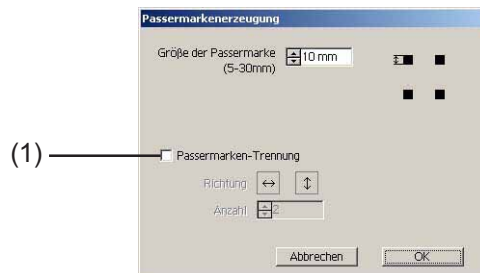 Passermarkenerzeugung
Größe der Passermarke 10 mm
(5-30mm)
(1) Passermarken-Trennung
Richtung
Anzahl 2
Abbrechen OK